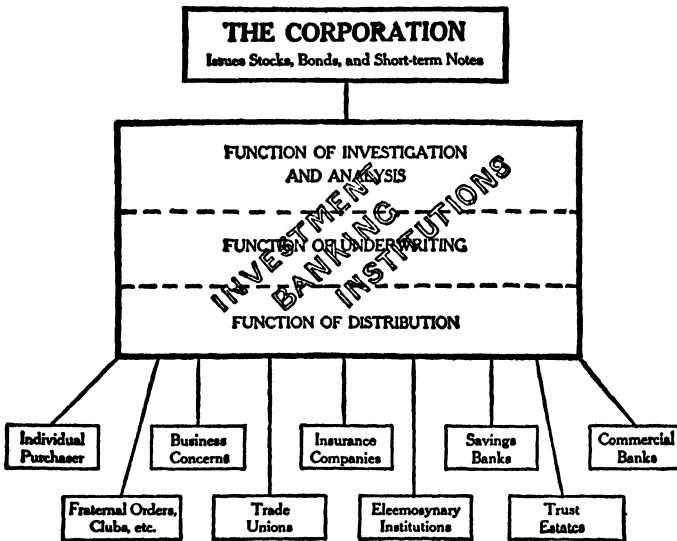 THE CORPORATION
Issues Stocks, Bonds, and Short-term Notes
FUNCTION OF INVESTIGATION
AND ANALYSIS
FUNCTION OF UNDERWRITING
FUNCTION OF DISTRIBUTION
INVESTMENT
BANKING
INSTITUTIONS
Individual
Purchaser
Business
Concerns
Insurance
Companies
Savings
Banks
Commercial
Banks
Fraternal Orders,
Clubs, etc.
Trade
Unions
Eleemosynary
Institutions
Trust
Estates